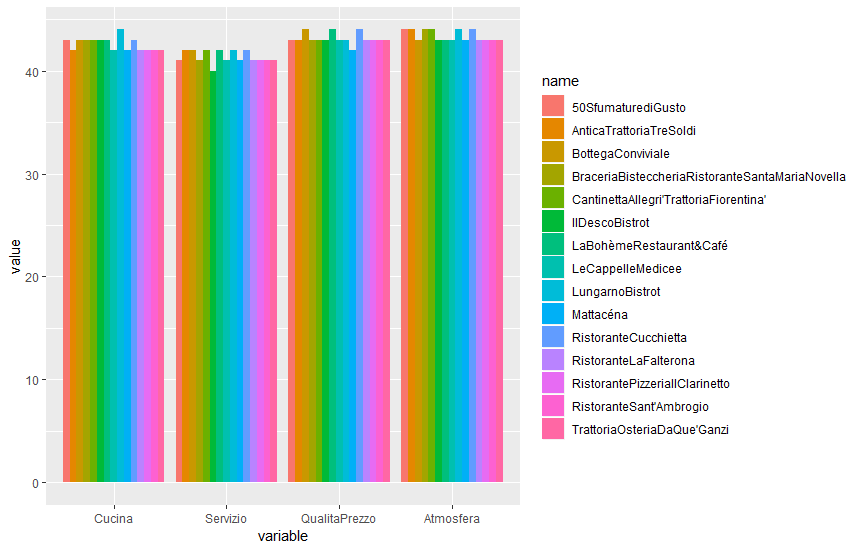 value
40
30
20
10
0
Cucina Servizio QualitaPrezzo Atmosfera
variable
name
50SfumaturediGusto
AnticaTrattoriaTreSoldi
BottegaConviviale
BraceriaBisteccheriaRistoranteSantaMariaNovella
CantinettaAllegri'TrattoriaFiorentina'
IlDescoBistrot
LaBohèmeRestaurant&Café
LeCappelleMedicee
LungarnoBistrot
Mattacéna
RistoranteCucchietta
RistoranteLaFalterona
RistorantePizzeriaIlClarinetto
RistoranteSant'Ambrogio
TrattoriaOsteriaDaQue'Ganzi